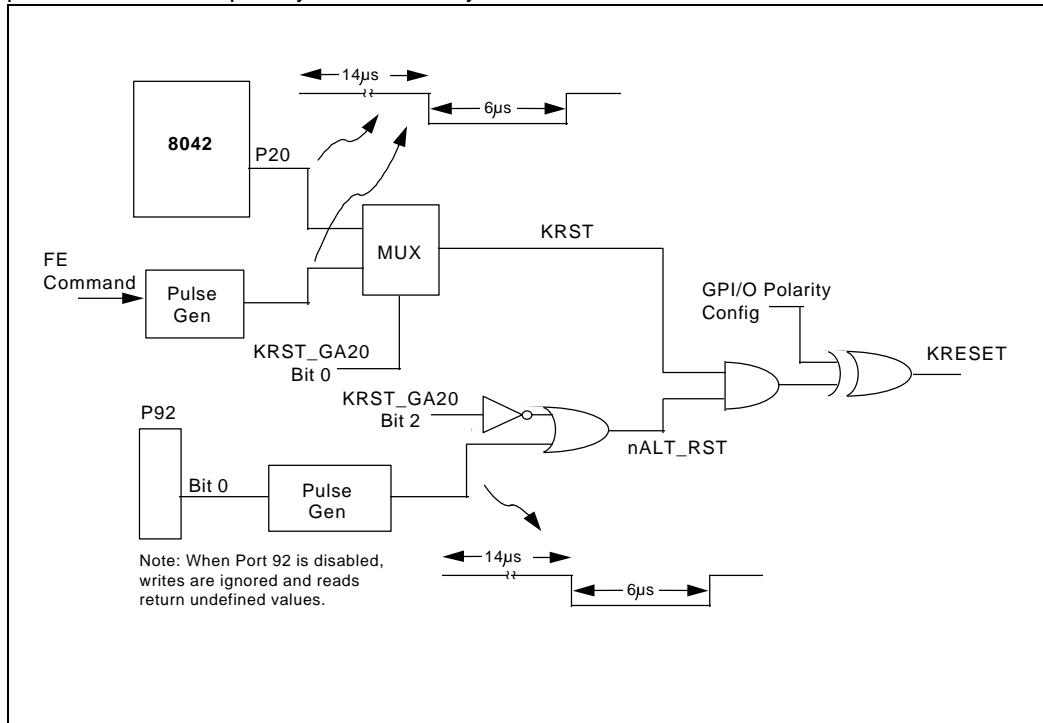 14µs
6µs
8042
P20
MUX
KRST
FE
Command
Pulse
Gen
GPI/O Polarity
Config
KRST_GA20
Bit 0
KRESET
KRST_GA20
Bit 2
P92
nALT_RST
Bit 0
Pulse
Gen
Note: When Port 92 is disabled,
writes are ignored and reads
return undefined values.
14µs
6µs